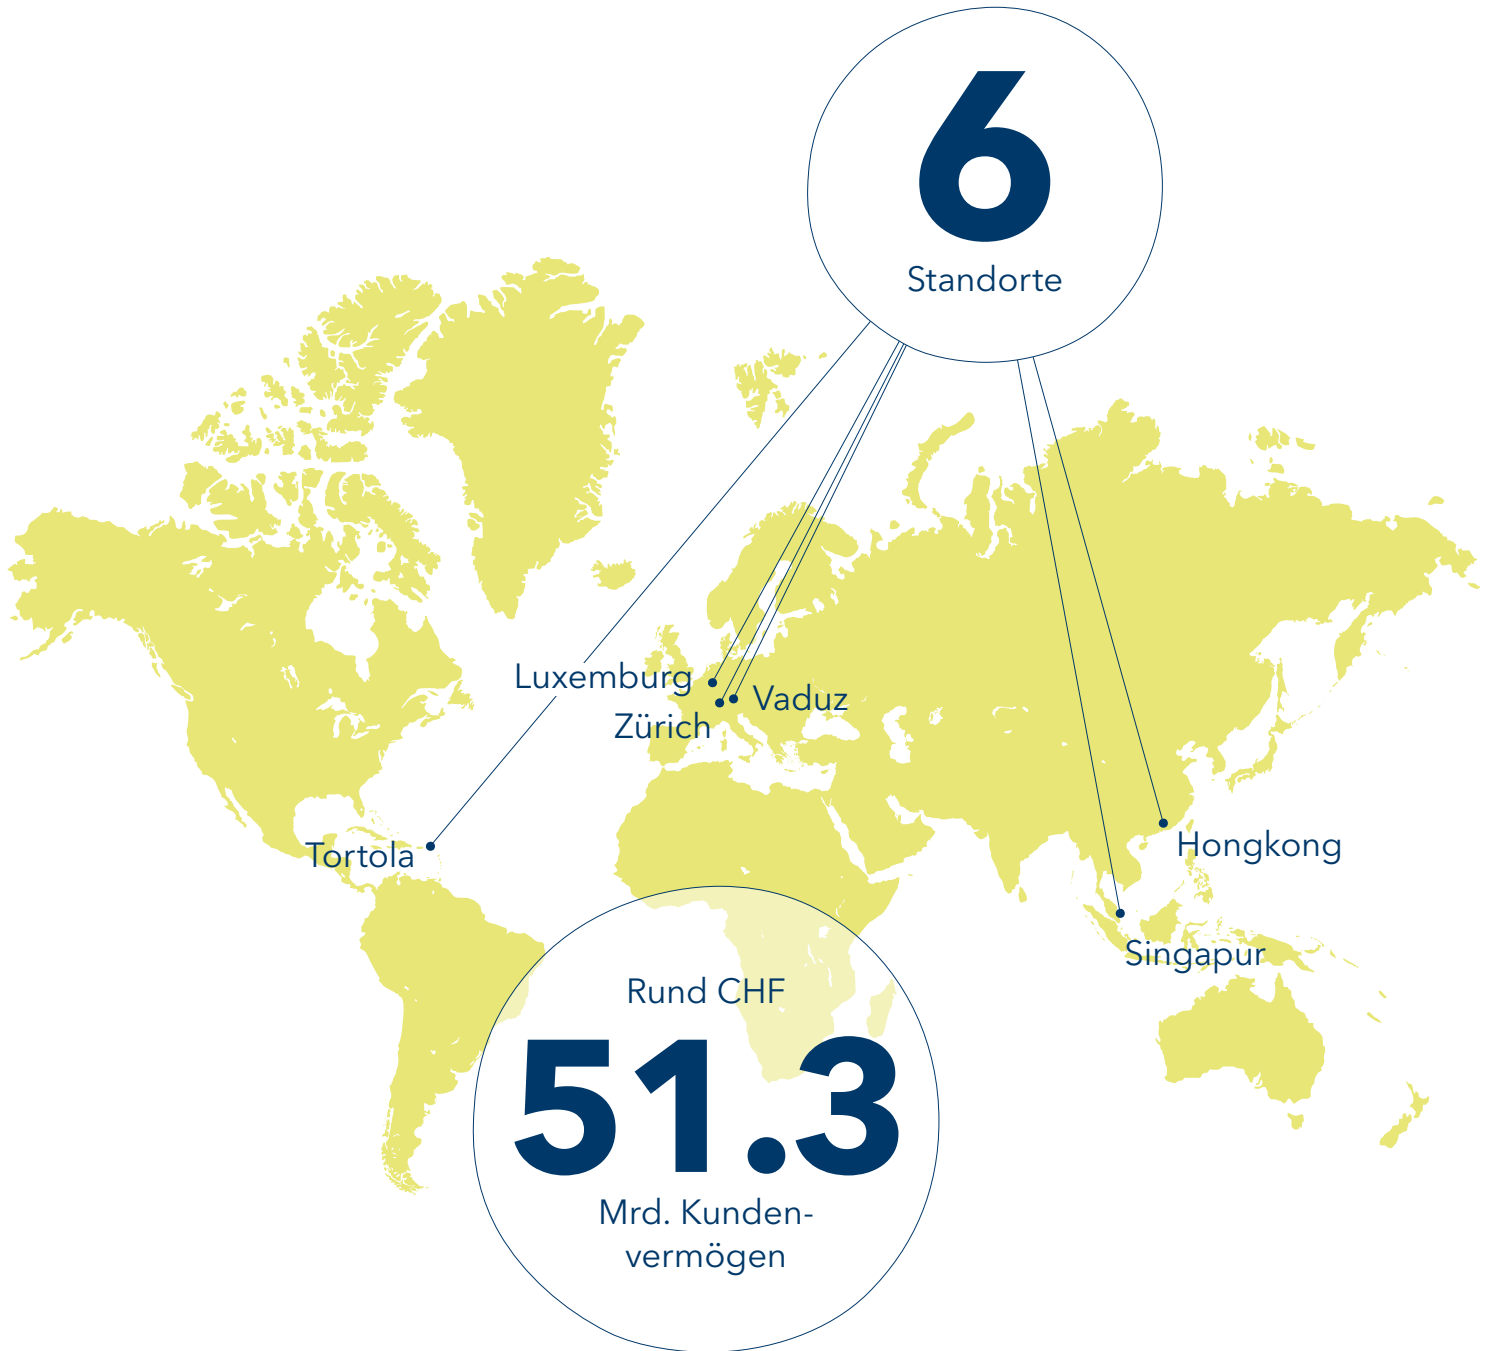 6
Standorte
Luxemburg
Vaduz
Zürich
Tortola
Hongkong
Singapur
Rund CHF
51.3
Mrd. Kunden-
vermögen